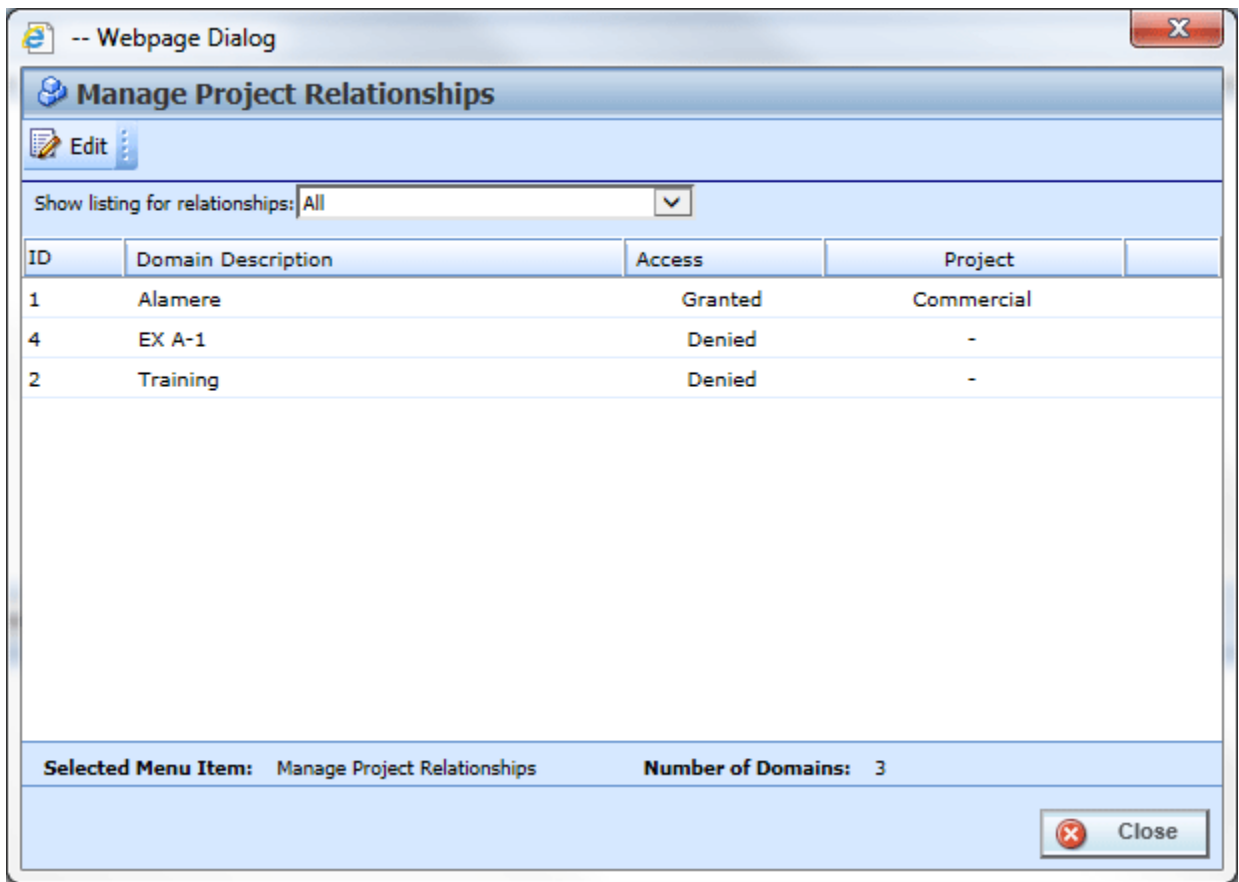 -- Webpage Dialog
X
Manage Project Relationships
Edit
Show listing for relationships: All
ID Domain Description Access Project
1 Alamere Granted Commercial
4 EX A-1 Denied -
2 Training Denied -
Selected Menu Item: Manage Project Relationships Number of Domains: 3
Close